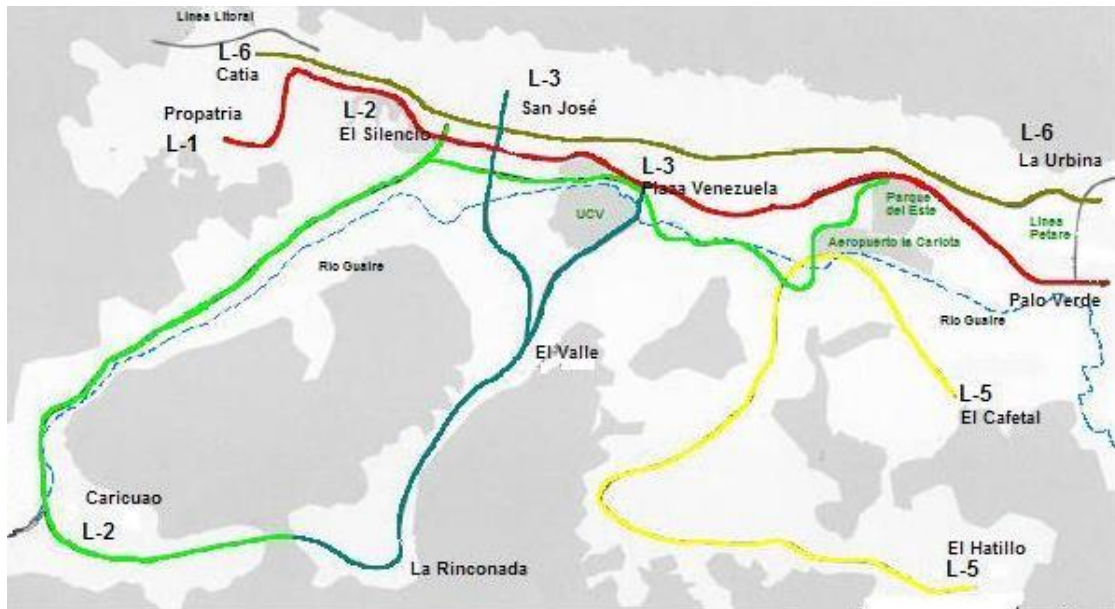 Linea Litoral
L-6
Catia
Propatria
L-1
L-2
El Silencio
L-3
San José
L-3
Plaza Venezuela
UCV
L-6
La Urbina
Parque
del Este
Linea
Petare
Aeropuerto la Carlota
Rio Guaire
Palo Verde
Rio Guaire
El Valle
L-5
El Cafetal
Caricuao
L-2
La Rinconada
El Hatillo
L-5